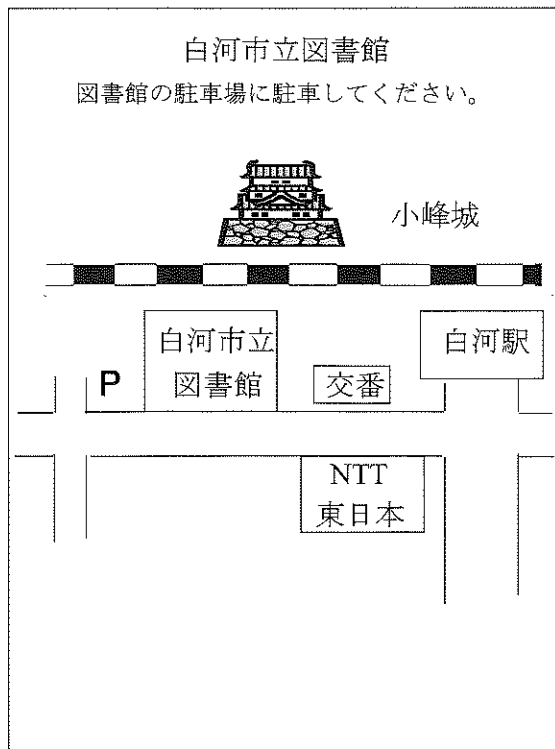 白河市立図書館
図書館の駐車場に駐車してください。
小峰城
白河市立
図書館
白河駅
P
交番
NTT
東日本